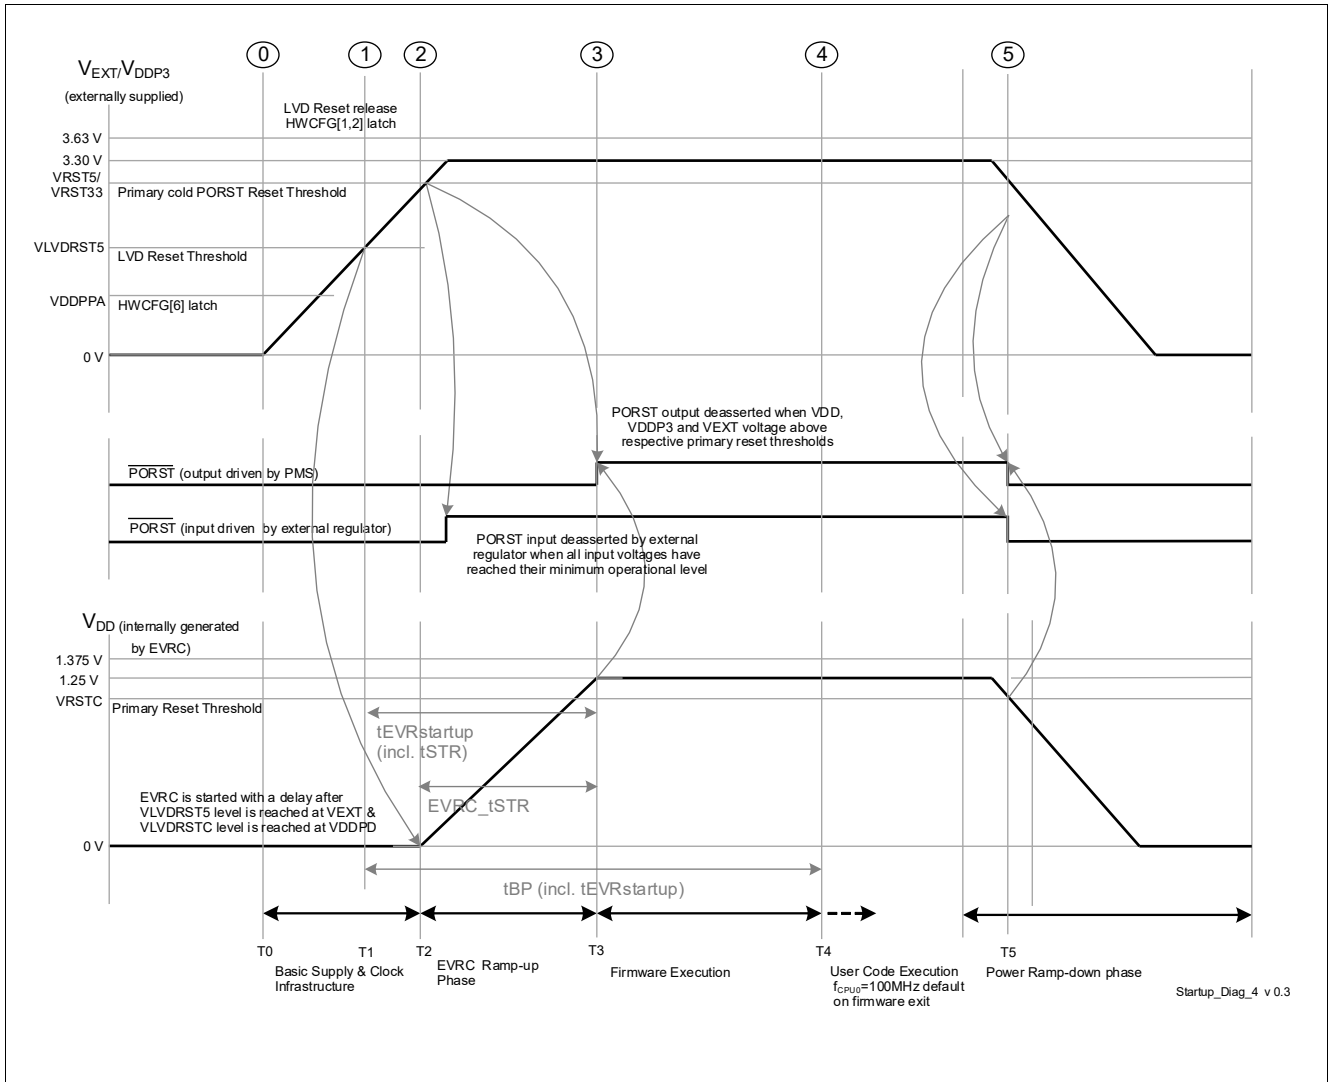 0 1 2 3 4 5
VEXT/VDDP3
(externally supplied)
LVD Reset release
HWCFG[1,2] latch
3.63 V
3.30 V
VRST5/
VRST33
Primary cold PORST Reset Threshold
VLVDRST5
LVD Reset Threshold
VDDPPA
HWCFG[6] latch
0 V
PORST output deasserted when VDD,
VDDP3 and VEXT voltage above
respective primary reset thresholds
PORST (output driven by PMS)
PORST (input driven by external regulator)
PORST input deasserted by external
regulator when all input voltages have
reached their minimum operational level
VDD (internally generated
by EVRC)
1.375 V
1.25 V
VRSTC
Primary Reset Threshold
tEVRstartup
(incl. tSTR)
EVRC_tSTR
EVRC is started with a delay after
VLVDRST5 level is reached at VEXT &
VLVDRSTC level is reached at VDDPD
0 V
tBP (incl. tEVRstartup)
T0 T1 T2 T3 T4 T5
Basic Supply & Clock
Infrastructure
EVRC Ramp-up
Phase
Firmware Execution
User Code Execution
fCPU0=100MHz default
on firmware exit
Power Ramp-down phase
Startup_Diag_4 v 0.3